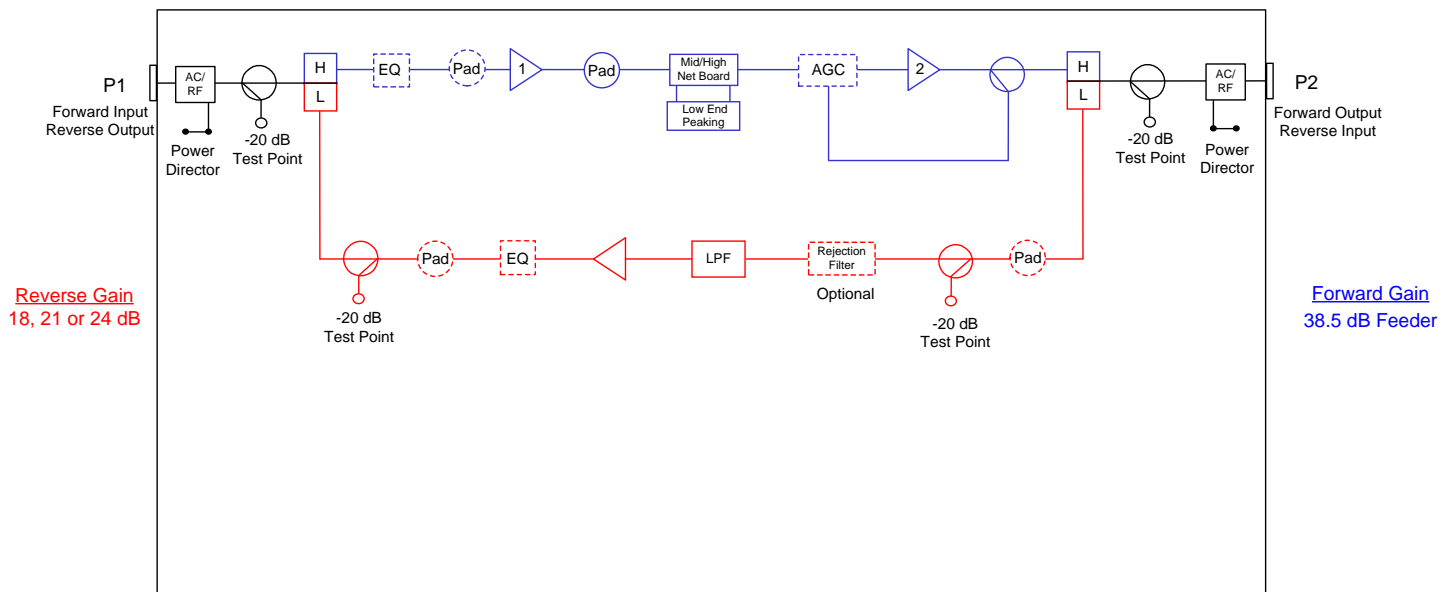 P1
Forward Input
Reverse Output
AC/
RF
Power
Director
-20 dB
Test Point
H
L
EQ
Pad
1
Pad
Mid/High
Net Board
Low End
Peaking
AGC
2
H
L
-20 dB
Test Point
AC/
RF
Power
Director
P2
Forward Output
Reverse Input
-20 dB
Test Point
Pad
EQ
LPF
Rejection
Filter
Optional
-20 dB
Test Point
Pad
Reverse Gain
18, 21 or 24 dB
Forward Gain
38.5 dB Feeder